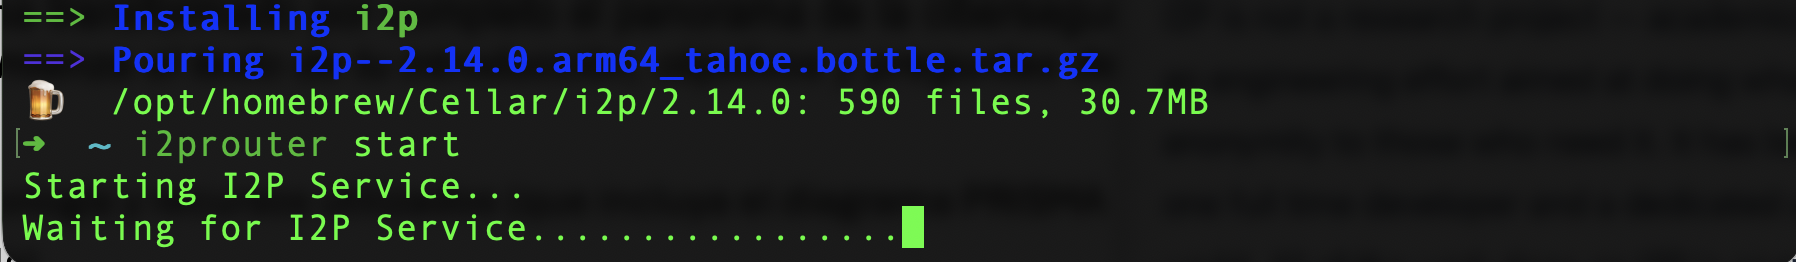 ==> Installing i2p
==> Pouring i2p--2.14.0.arm64_tahoe.bottle.tar.gz
🍺  /opt/homebrew/Cellar/i2p/2.14.0: 590 files, 30.7MB
[➜  ~ i2prouter start ]
Starting I2P Service...
Waiting for I2P Service.................